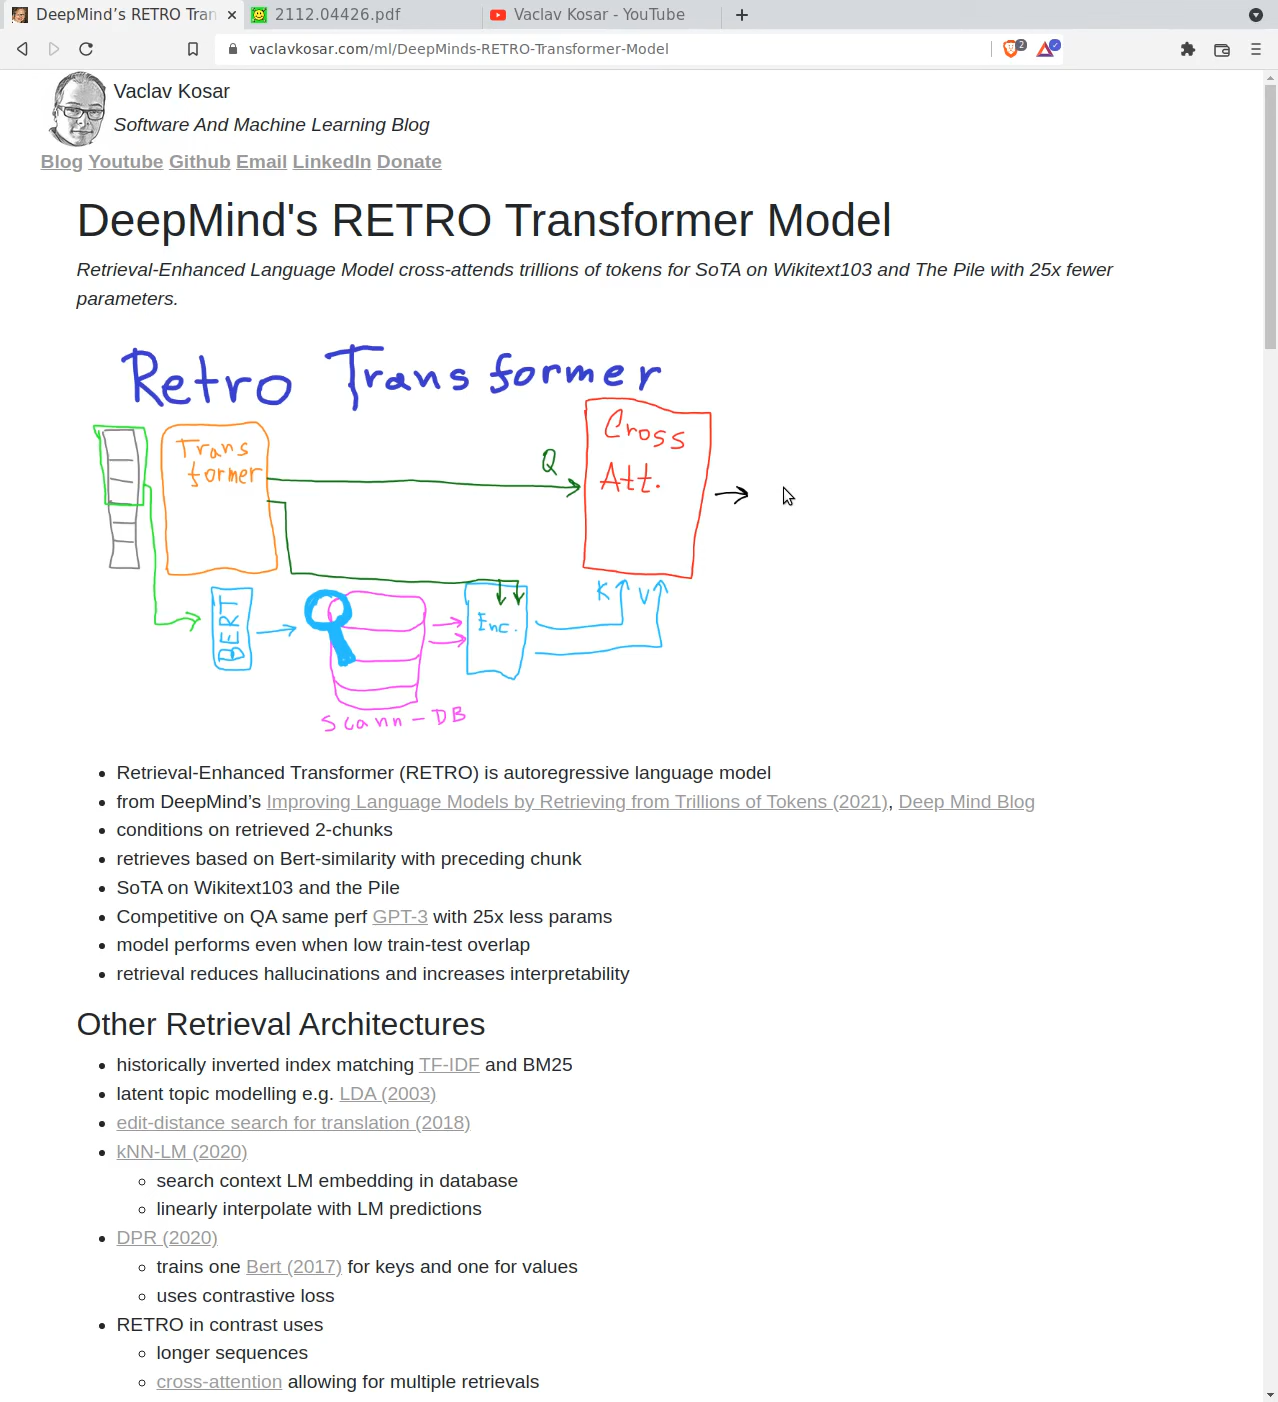 DeepMind’s RETRO Tran
2112.04426.pdf
Vaclav Kosar - YouTube
vaclavkosar.com/ml/DeepMinds-RETRO-Transformer-Model
2
Vaclav Kosar
Software And Machine Learning Blog
Blog Youtube Github Email LinkedIn Donate
DeepMind's RETRO Transformer Model
Retrieval-Enhanced Language Model cross-attends trillions of tokens for SoTA on Wikitext103 and The Pile with 25x fewer
parameters.
Retro Transformer
Trans
former
Q
Cross
Att.
BERT
Enc.
K
V
Scann-DB
Retrieval-Enhanced Transformer (RETRO) is autoregressive language model
from DeepMind’s Improving Language Models by Retrieving from Trillions of Tokens (2021), Deep Mind Blog
conditions on retrieved 2-chunks
retrieves based on Bert-similarity with preceding chunk
SoTA on Wikitext103 and the Pile
Competitive on QA same perf GPT-3 with 25x less params
model performs even when low train-test overlap
retrieval reduces hallucinations and increases interpretability
Other Retrieval Architectures
historically inverted index matching TF-IDF and BM25
latent topic modelling e.g. LDA (2003)
edit-distance search for translation (2018)
kNN-LM (2020)
search context LM embedding in database
linearly interpolate with LM predictions
DPR (2020)
trains one Bert (2017) for keys and one for values
uses contrastive loss
RETRO in contrast uses
longer sequences
cross-attention allowing for multiple retrievals